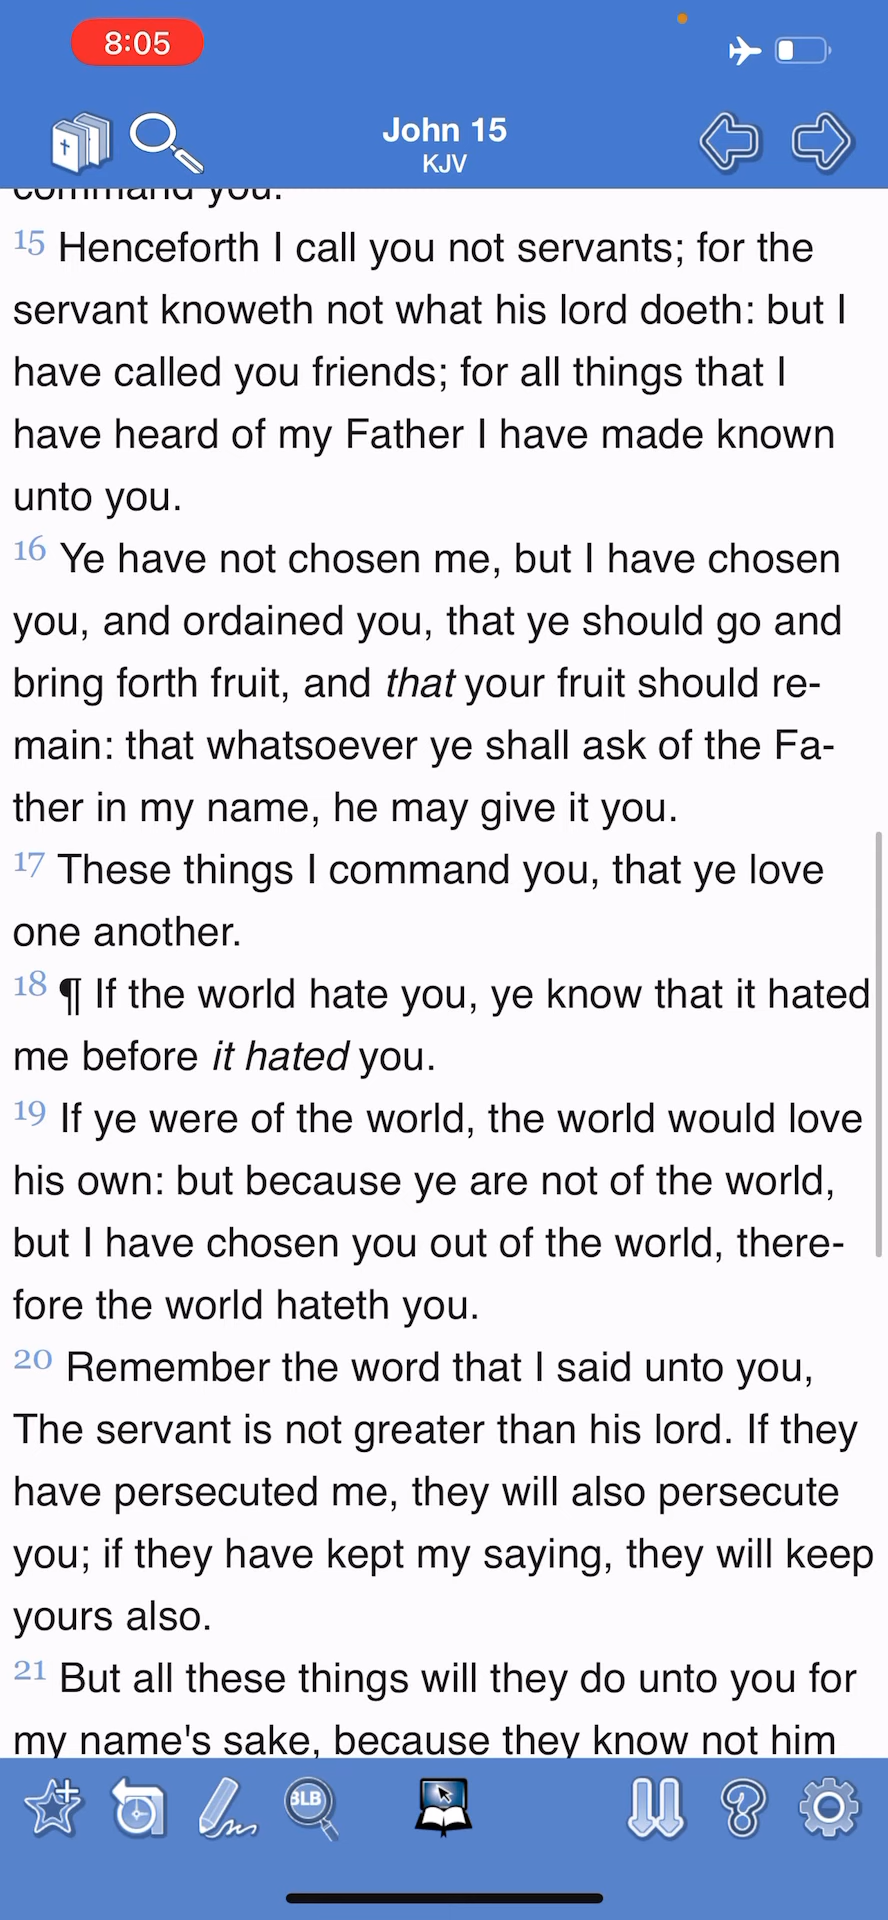 8:05
John 15
KJV
command you.
15 Henceforth I call you not servants; for the
servant knoweth not what his lord doeth: but I
have called you friends; for all things that I
have heard of my Father I have made known
unto you.
16 Ye have not chosen me, but I have chosen
you, and ordained you, that ye should go and
bring forth fruit, and that your fruit should re-
main: that whatsoever ye shall ask of the Fa-
ther in my name, he may give it you.
17 These things I command you, that ye love
one another.
18 ¶ If the world hate you, ye know that it hated
me before it hated you.
19 If ye were of the world, the world would love
his own: but because ye are not of the world,
but I have chosen you out of the world, there-
fore the world hateth you.
20 Remember the word that I said unto you,
The servant is not greater than his lord. If they
have persecuted me, they will also persecute
you; if they have kept my saying, they will keep
yours also.
21 But all these things will they do unto you for
my name's sake, because they know not him
BLB